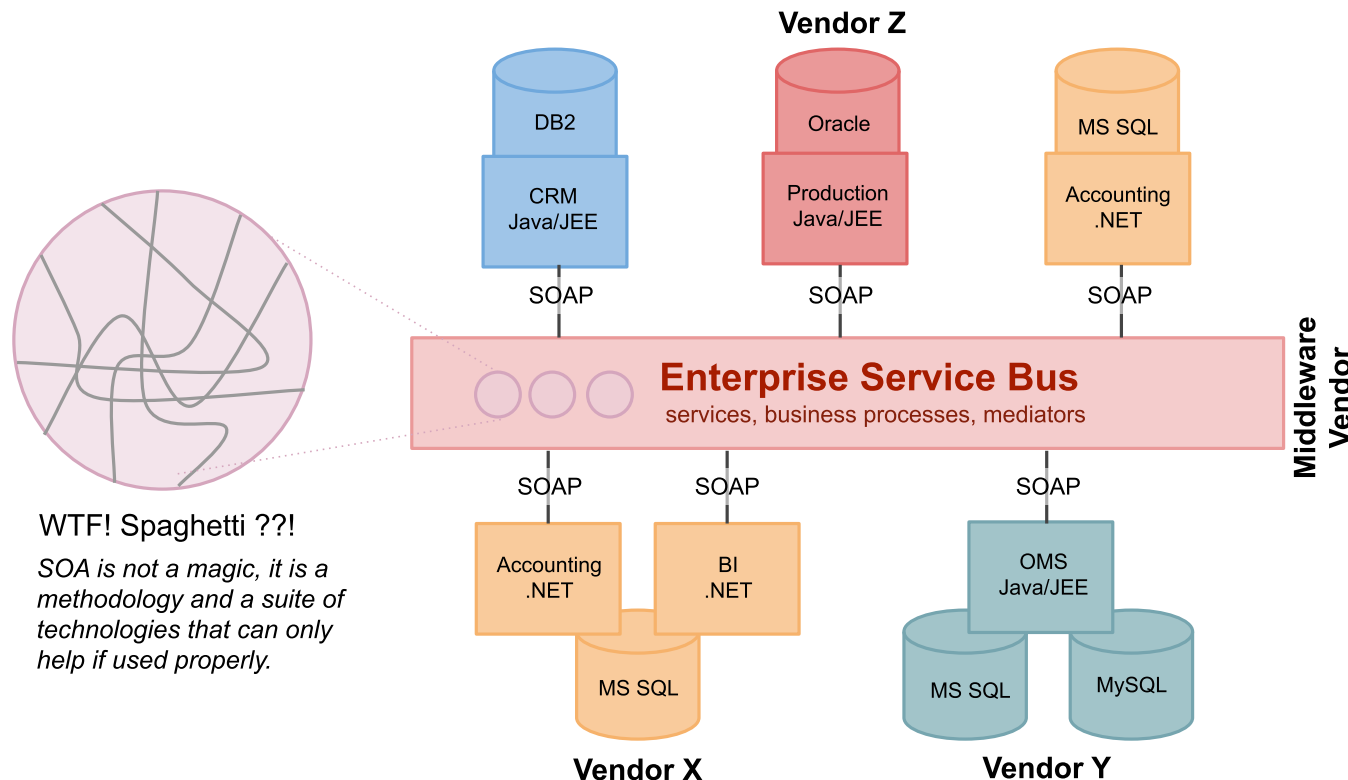 Vendor Z
DB2
Oracle
MS SQL
CRM
Java/JEE
Production
Java/JEE
Accounting
.NET
SOAP
SOAP
SOAP
Enterprise Service Bus
services, business processes, mediators
Middleware
Vendor
SOAP
SOAP
SOAP
WTF! Spaghetti ??!
SOA is not a magic, it is a
methodology and a suite of
technologies that can only
help if used properly.
Accounting
.NET
BI
.NET
OMS
Java/JEE
MS SQL
MS SQL
MySQL
Vendor X
Vendor Y